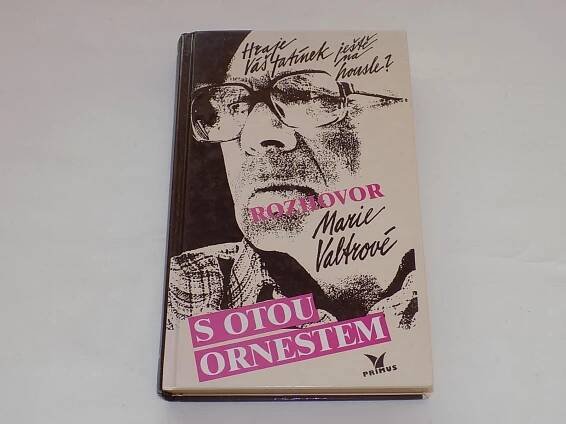 Hraje ještě
Váš tatínek na
housle?
ROZHOVOR
Marie
Valtrové
S OTOU
ORNESTEM
PRIMUS